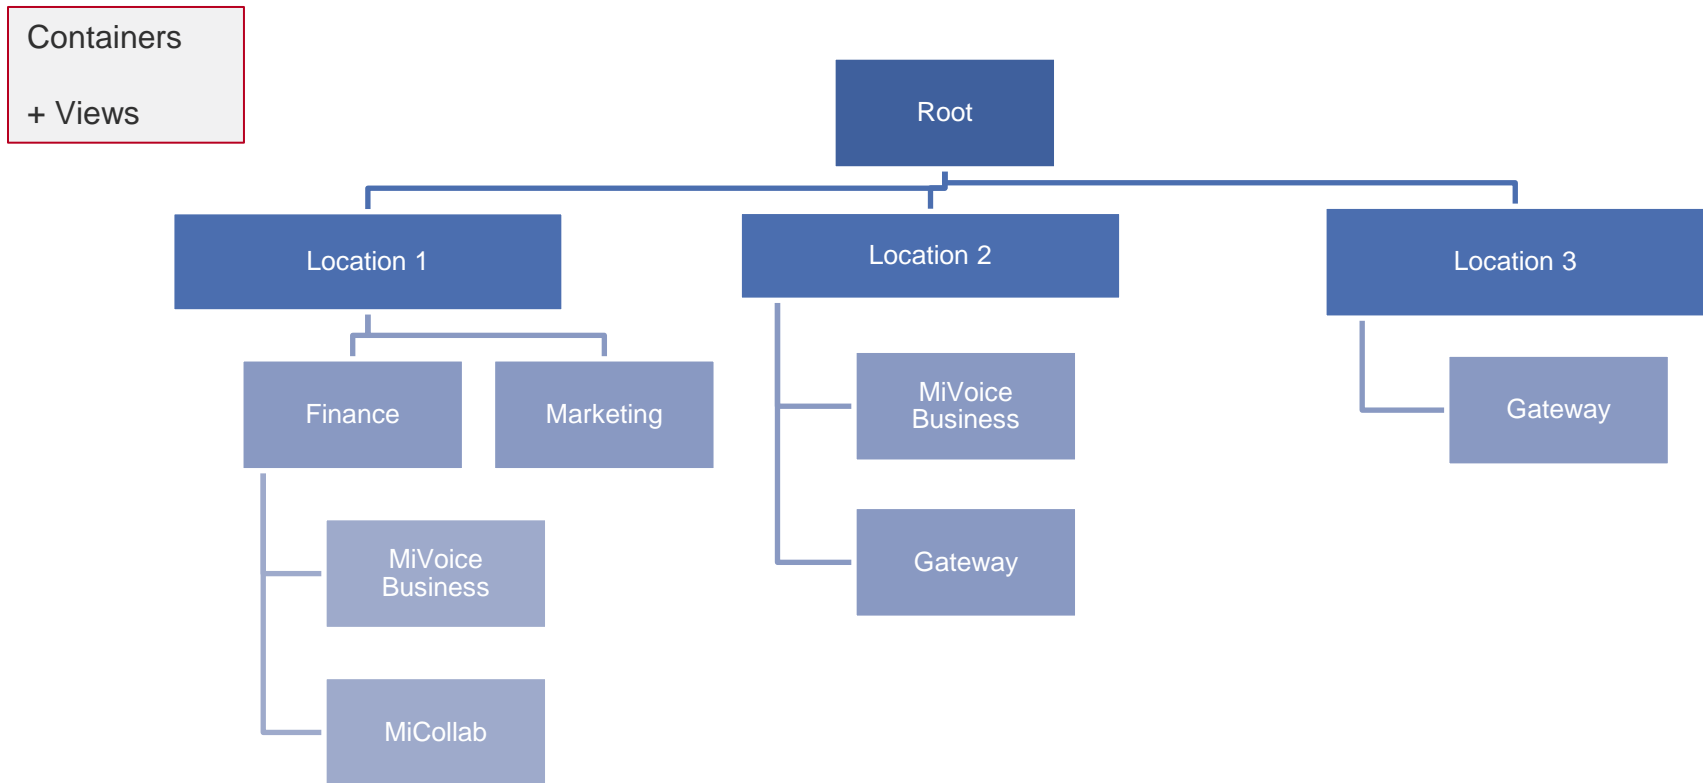 Containers
+ Views
Root
Location 1
Location 2
Location 3
Finance
Marketing
MiVoice
Business
MiCollab
MiVoice
Business
Gateway
Gateway